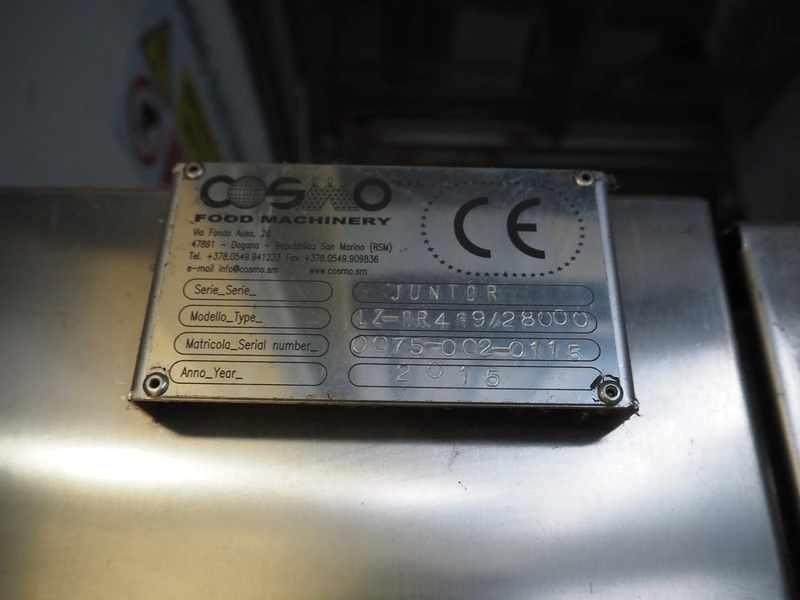 COSMO s.r.l.
FOOD MACHINERY
Via Fondo Ausa, 28
47891 - Dogana - Repubblica San Marino (RSM)
Tel. +378.0549.941233 Fax +378.0549.909836
e-mail info@cosmo.sm www.cosmo.sm
CE
Serie_Serie_ JUNIOR
Modello_Type_
Matricola_Serial number_ 0075-002-0115
Anno_Year_ 2015